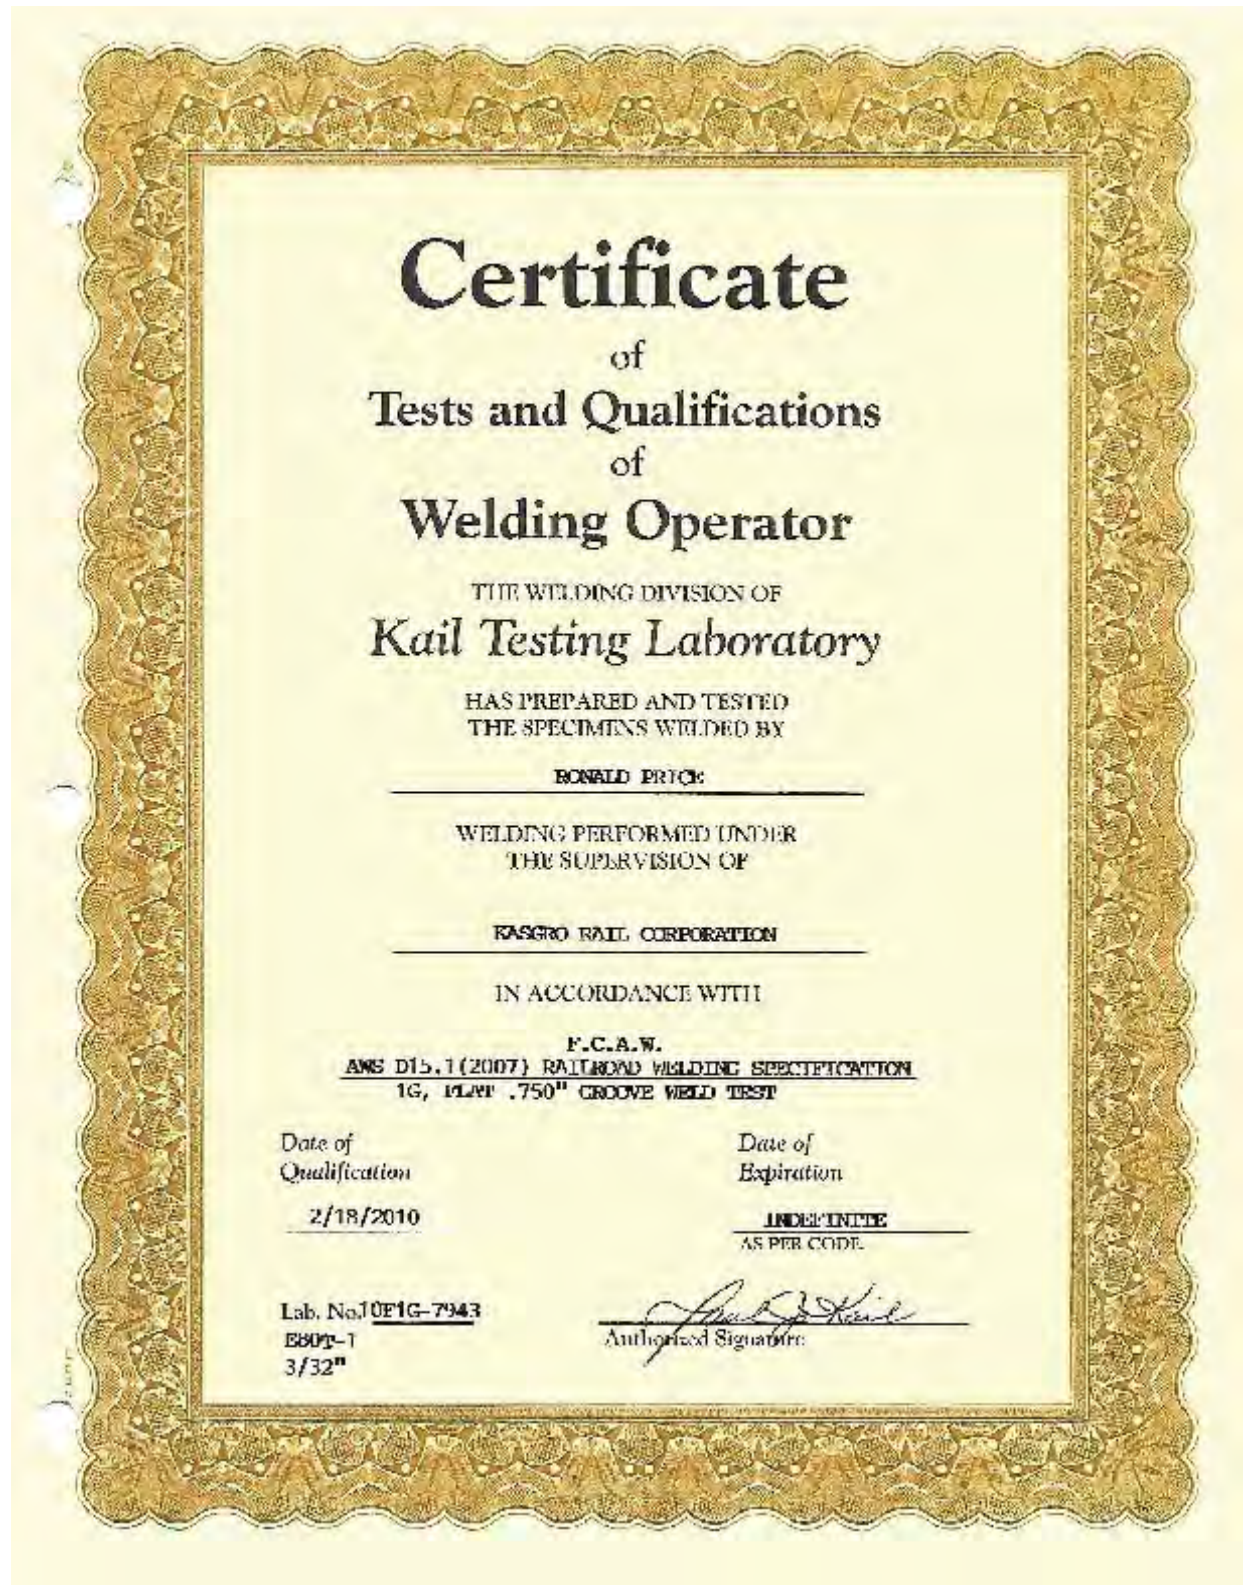 Certificate
of
Tests and Qualifications
of
Welding Operator
THE WELDING DIVISION OF
Kail Testing Laboratory
HAS PREPARED AND TESTED
THE SPECIMENS WELDED BY
RONALD PRICE
WELDING PERFORMED UNDER
THE SUPERVISION OF
KASGRO RAIL CORPORATION
IN ACCORDANCE WITH
F.C.A.W.
AWS D15.1(2007) RAILROAD WELDING SPECIFICATION
1G, FLAT .750" GROOVE WELD TEST
Date of Qualification
Date of Expiration
2/18/2010
INDEFINITE
AS PER CODE
Lab. No. 10F1G-7943
E80T-1
3/32"
Authorized Signature